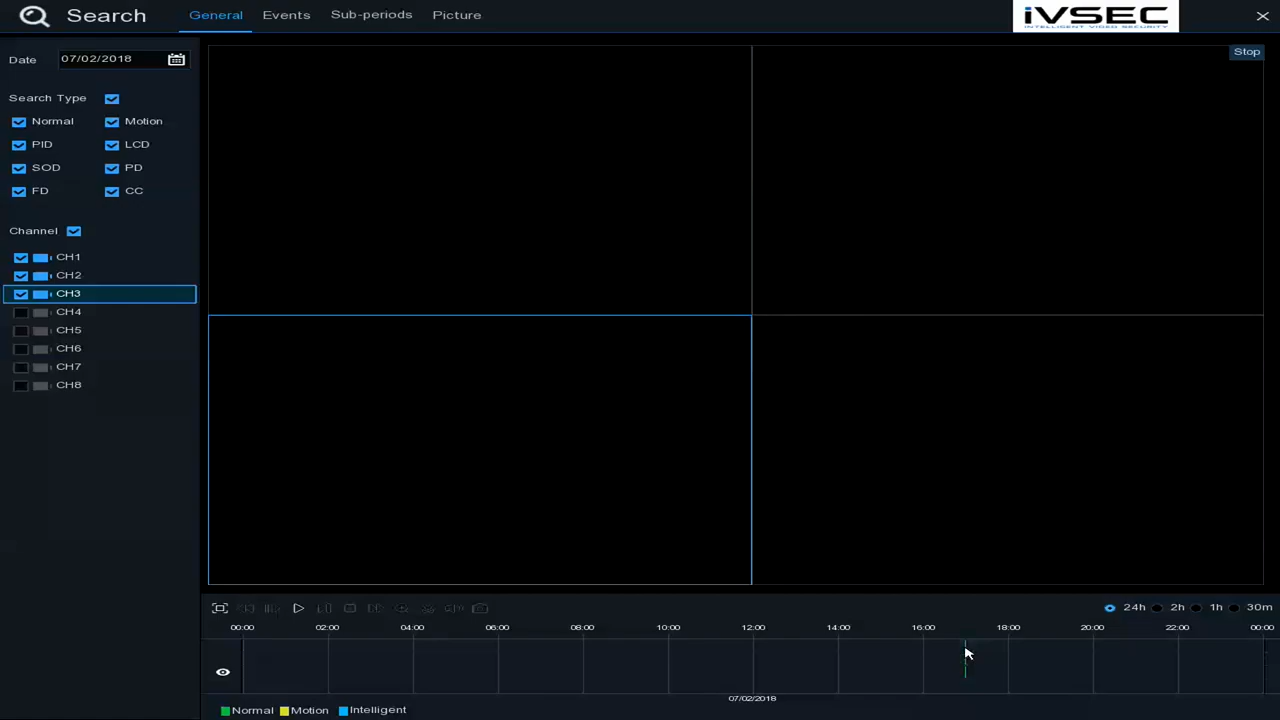 Search General Events Sub-periods Picture iVSEC
INTELLIGENT VIDEO SECURITY
Date 07/02/2018
Stop
Search Type
Normal Motion
PID LCD
SOD PD
FD CC
Channel
CH1
CH2
CH3
CH4
CH5
CH6
CH7
CH8
24h 2h 1h 30m
00:00 02:00 04:00 06:00 08:00 10:00 12:00 14:00 16:00 18:00 20:00 22:00 00:00
07/02/2018
Normal Motion Intelligent